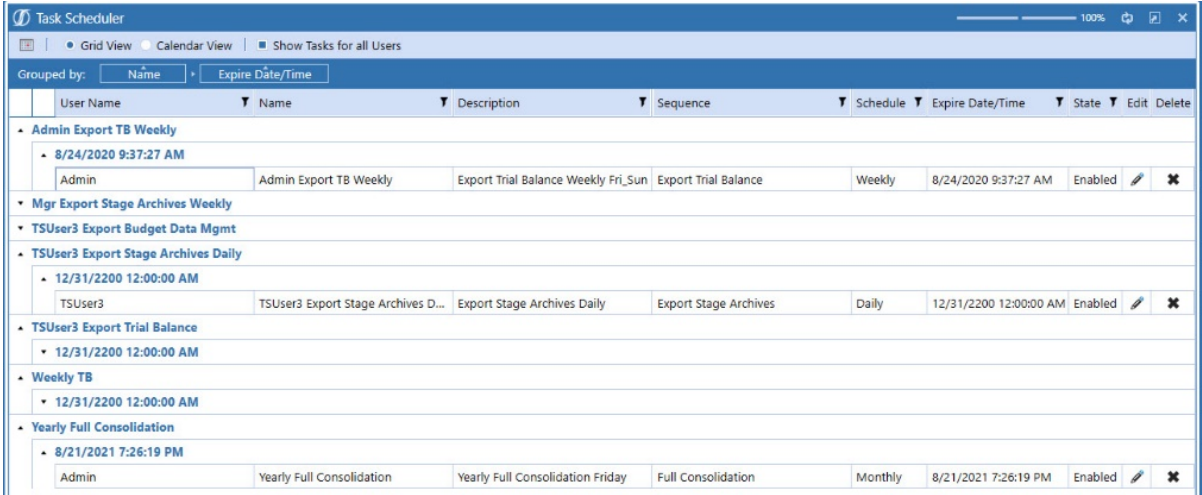 Task Scheduler 100%
Grid View Calendar View Show Tasks for all Users
Grouped by: Name Expire Date/Time
User Name Name Description Sequence Schedule Expire Date/Time State Edit Delete
Admin Export TB Weekly
8/24/2020 9:37:27 AM
Admin Admin Export TB Weekly Export Trial Balance Weekly Fri_Sun Export Trial Balance Weekly 8/24/2020 9:37:27 AM Enabled
Mgr Export Stage Archives Weekly
TSUser3 Export Budget Data Mgmt
TSUser3 Export Stage Archives Daily
12/31/2200 12:00:00 AM
TSUser3 TSUser3 Export Stage Archives D... Export Stage Archives Daily Export Stage Archives Daily 12/31/2200 12:00:00 AM Enabled
TSUser3 Export Trial Balance
12/31/2200 12:00:00 AM
Weekly TB
12/31/2200 12:00:00 AM
Yearly Full Consolidation
8/21/2021 7:26:19 PM
Admin Yearly Full Consolidation Yearly Full Consolidation Friday Full Consolidation Monthly 8/21/2021 7:26:19 PM Enabled